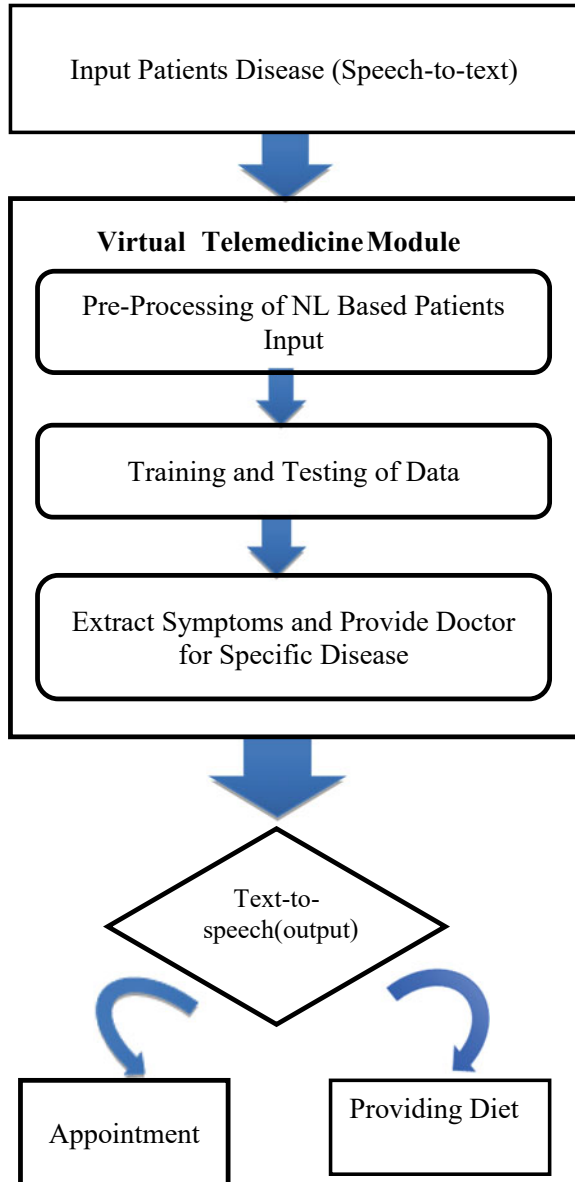 Input Patients Disease (Speech-to-text)
Virtual Telemedicine Module
Pre-Processing of NL Based Patients
Input
Training and Testing of Data
Extract Symptoms and Provide Doctor
for Specific Disease
Text-to-
speech(output)
Appointment
Providing Diet